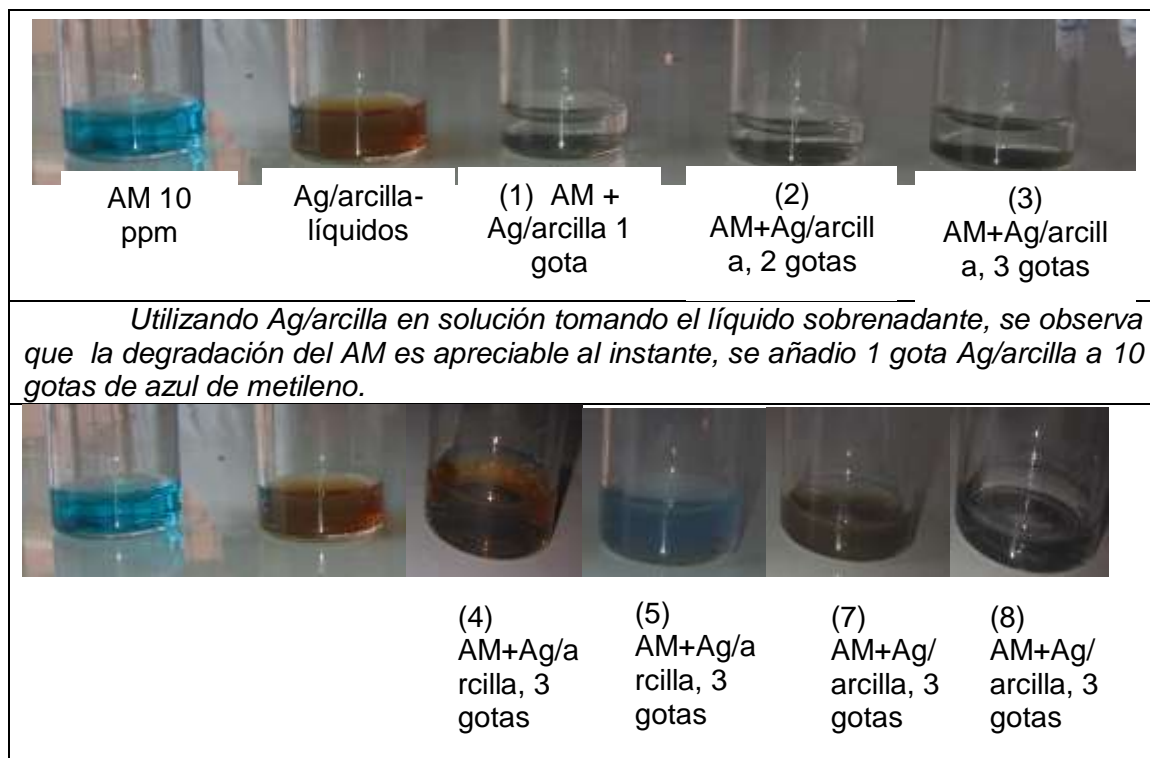 AM 10
ppm
Ag/arcilla-
líquidos
(1) AM +
Ag/arcilla 1
gota
(2)
AM+Ag/arcill
a, 2 gotas
(3)
AM+Ag/arcill
a, 3 gotas
Utilizando Ag/arcilla en solución tomando el líquido sobrenadante, se observa
que la degradación del AM es apreciable al instante, se añadio 1 gota Ag/arcilla a 10
gotas de azul de metileno.
(4)
AM+Ag/a
rcilla, 3
gotas
(5)
AM+Ag/a
rcilla, 3
gotas
(7)
AM+Ag/
arcilla, 3
gotas
(8)
AM+Ag/
arcilla, 3
gotas